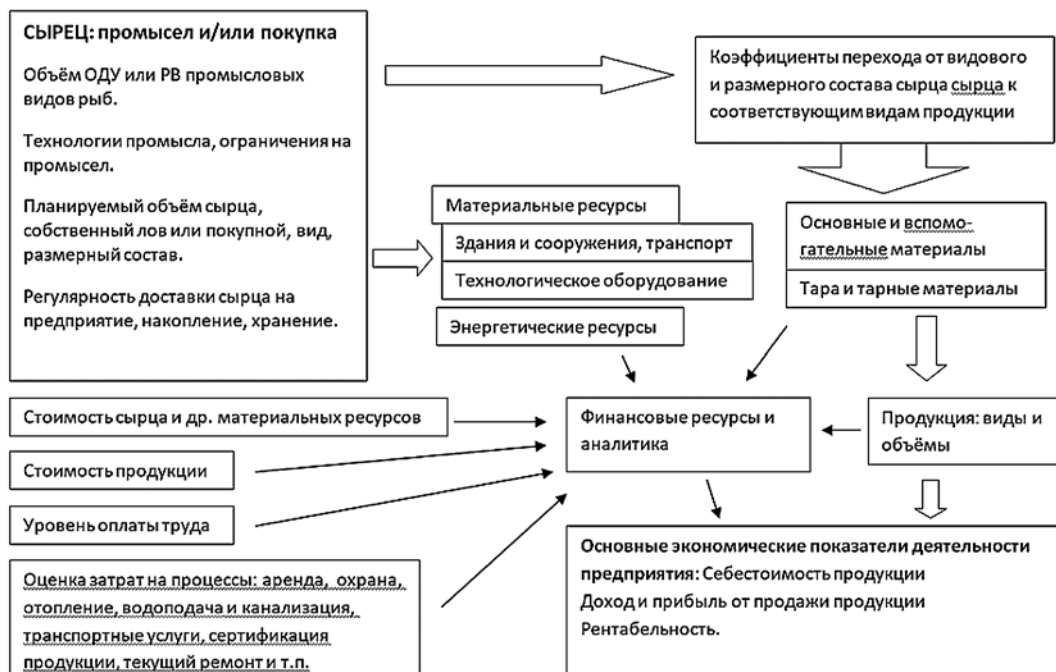 СЫРЕЦ: промысел и/или покупка
Объём ОДУ или РВ промысловых
видов рыб.
Технологии промысла, ограничения на
промысел.
Планируемый объём сырца,
собственный лов или покупной, вид,
размерный состав.
Регулярность доставки сырца на
предприятие, накопление, хранение.
Коэффициенты перехода от видового
и размерного состава сырца сырца к
соответствующим видам продукции
Материальные ресурсы
Здания и сооружения, транспорт
Технологическое оборудование
Энергетические ресурсы
Основные и вспомо-
гательные материалы
Тара и тарные материалы
Стоимость сырца и др. материальных ресурсов
Стоимость продукции
Уровень оплаты труда
Оценка затрат на процессы: аренда, охрана,
отопление, водоподача и канализация,
транспортные услуги, сертификация
продукции, текущий ремонт и т.п.
Финансовые ресурсы и
аналитика
Продукция: виды и
объёмы
Основные экономические показатели деятельности
предприятия: Себестоимость продукции
Доход и прибыль от продажи продукции
Рентабельность.